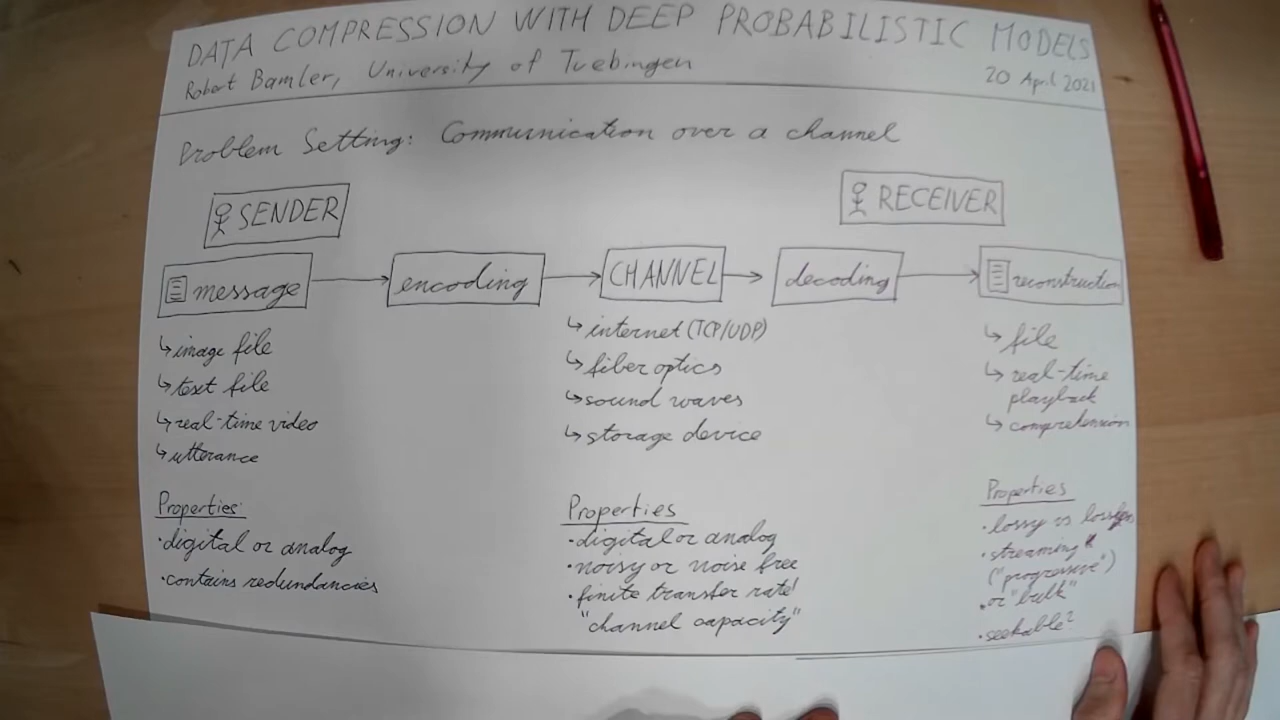 DATA COMPRESSION WITH DEEP PROBABILISTIC MODELS
Robert Bamler, University of Tuebingen
20 April 2021
Problem Setting: Communication over a channel
SENDER
RECEIVER
message
encoding
CHANNEL
decoding
reconstruction
↳ image file
↳ text file
↳ real-time video
↳ utterance
Properties
· digital or analog
· contains redundancies
↳ internet (TCP/UDP)
↳ fiber optics
↳ sound waves
↳ storage device
Properties
· digital or analog
· noisy or noise free
· finite transfer rate
"channel capacity"
↳ file
↳ real-time
playback
↳ comprehension
Properties
· lossy vs lossless
· streaming"
("progressive")
· or "bulk"
· seekable?